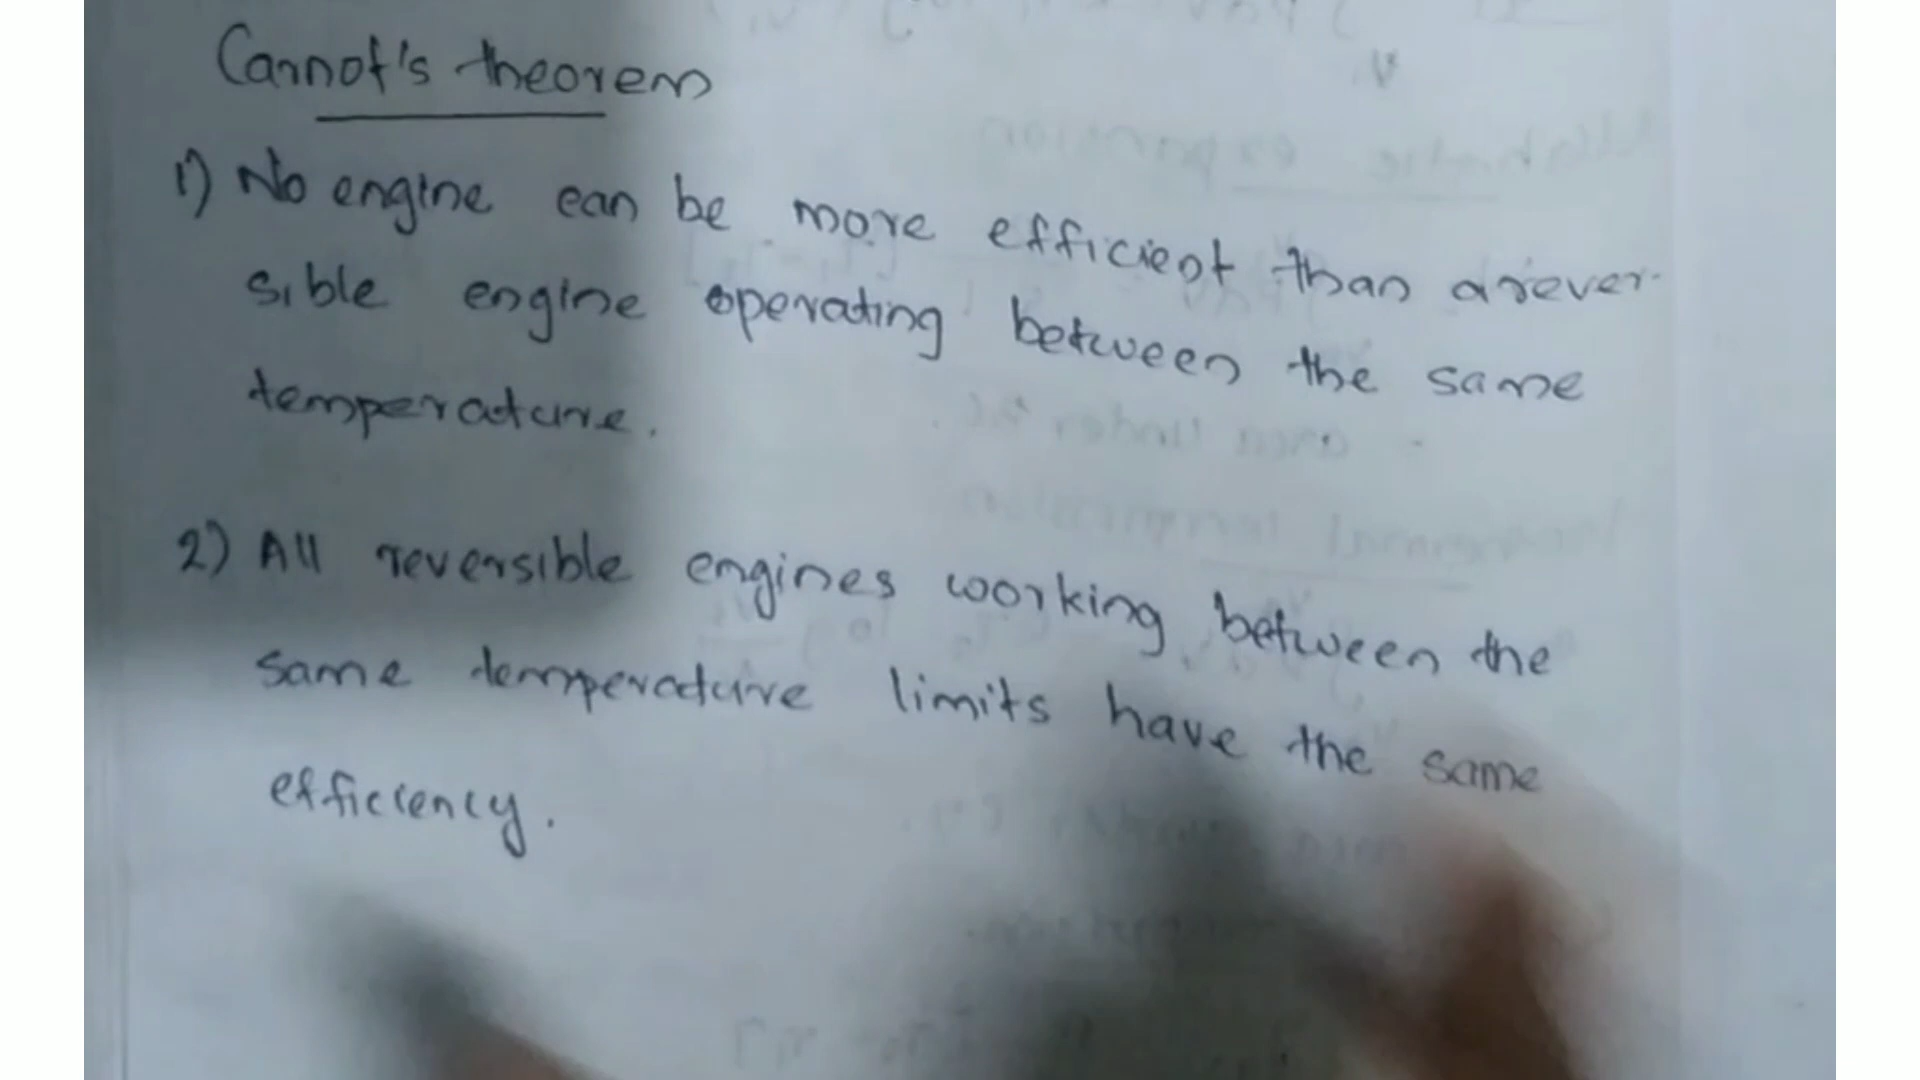 Carnot's theorem
1) No engine can be more efficient than a rever-
sible engine operating between the same
temperature.
2) All reversible engines working between the
same temperature limits have the same
efficiency.